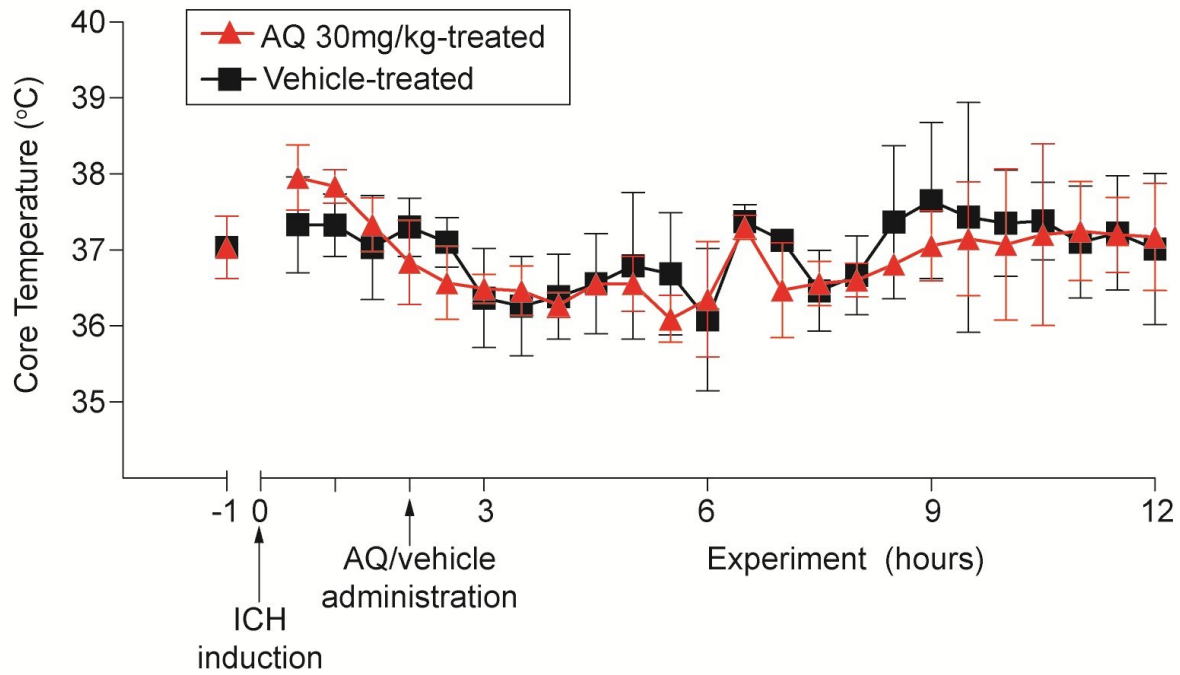 AQ 30mg/kg-treated
Vehicle-treated
Core Temperature (°C)
40
39
38
37
36
35
-1 0 3 6 9 12
AQ/vehicle
administration
Experiment (hours)
ICH
induction